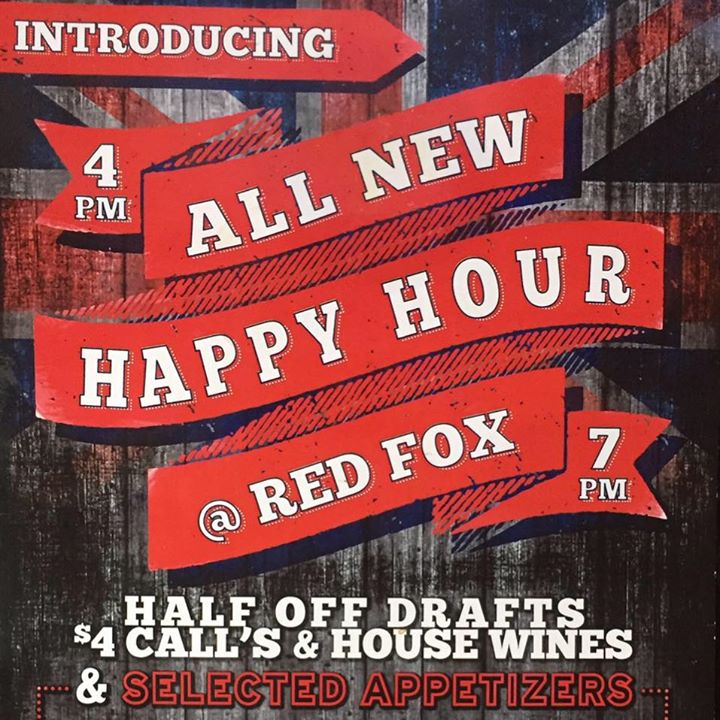 INTRODUCING
4
PM
ALL NEW
HAPPY HOUR
@ RED FOX
7
PM
HALF OFF DRAFTS
$4 CALL'S & HOUSE WINES
& SELECTED APPETIZERS